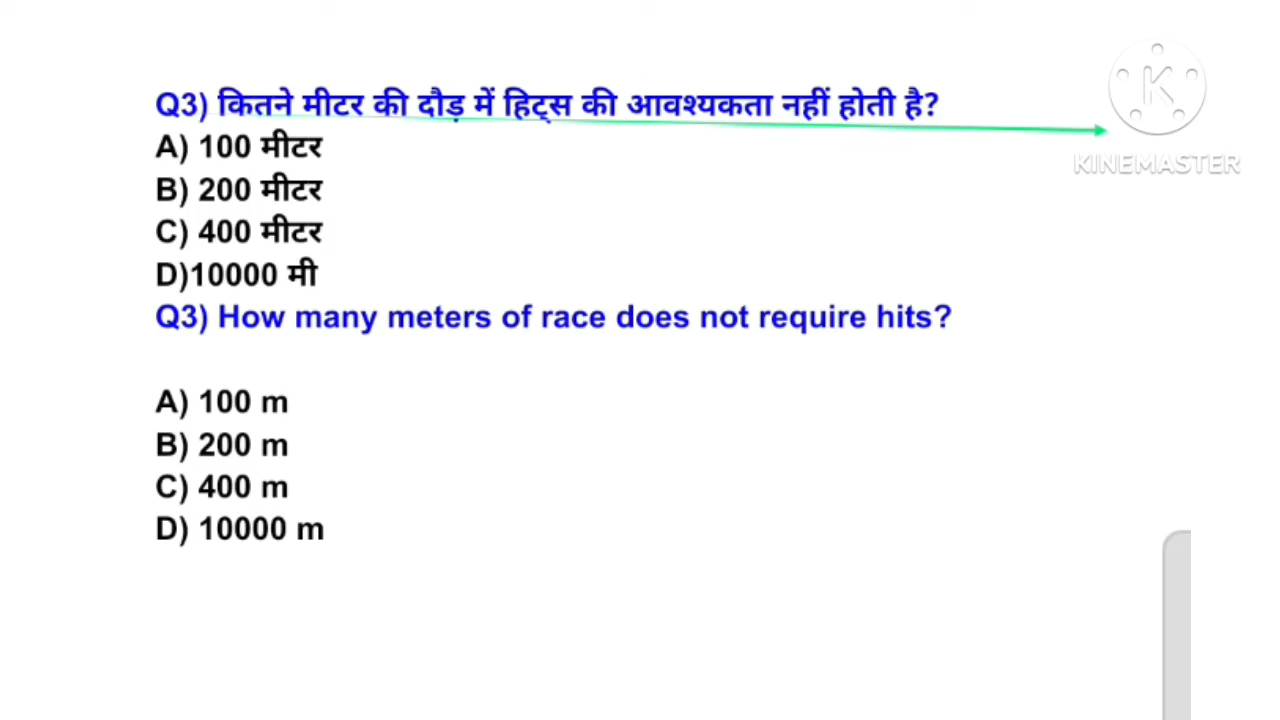 Q3) कितने मीटर की दौड़ में हिट्स की आवश्यकता नहीं होती है?
A) 100 मीटर
B) 200 मीटर
C) 400 मीटर
D)10000 मी
Q3) How many meters of race does not require hits?
A) 100 m
B) 200 m
C) 400 m
D) 10000 m
K
KINEMASTER